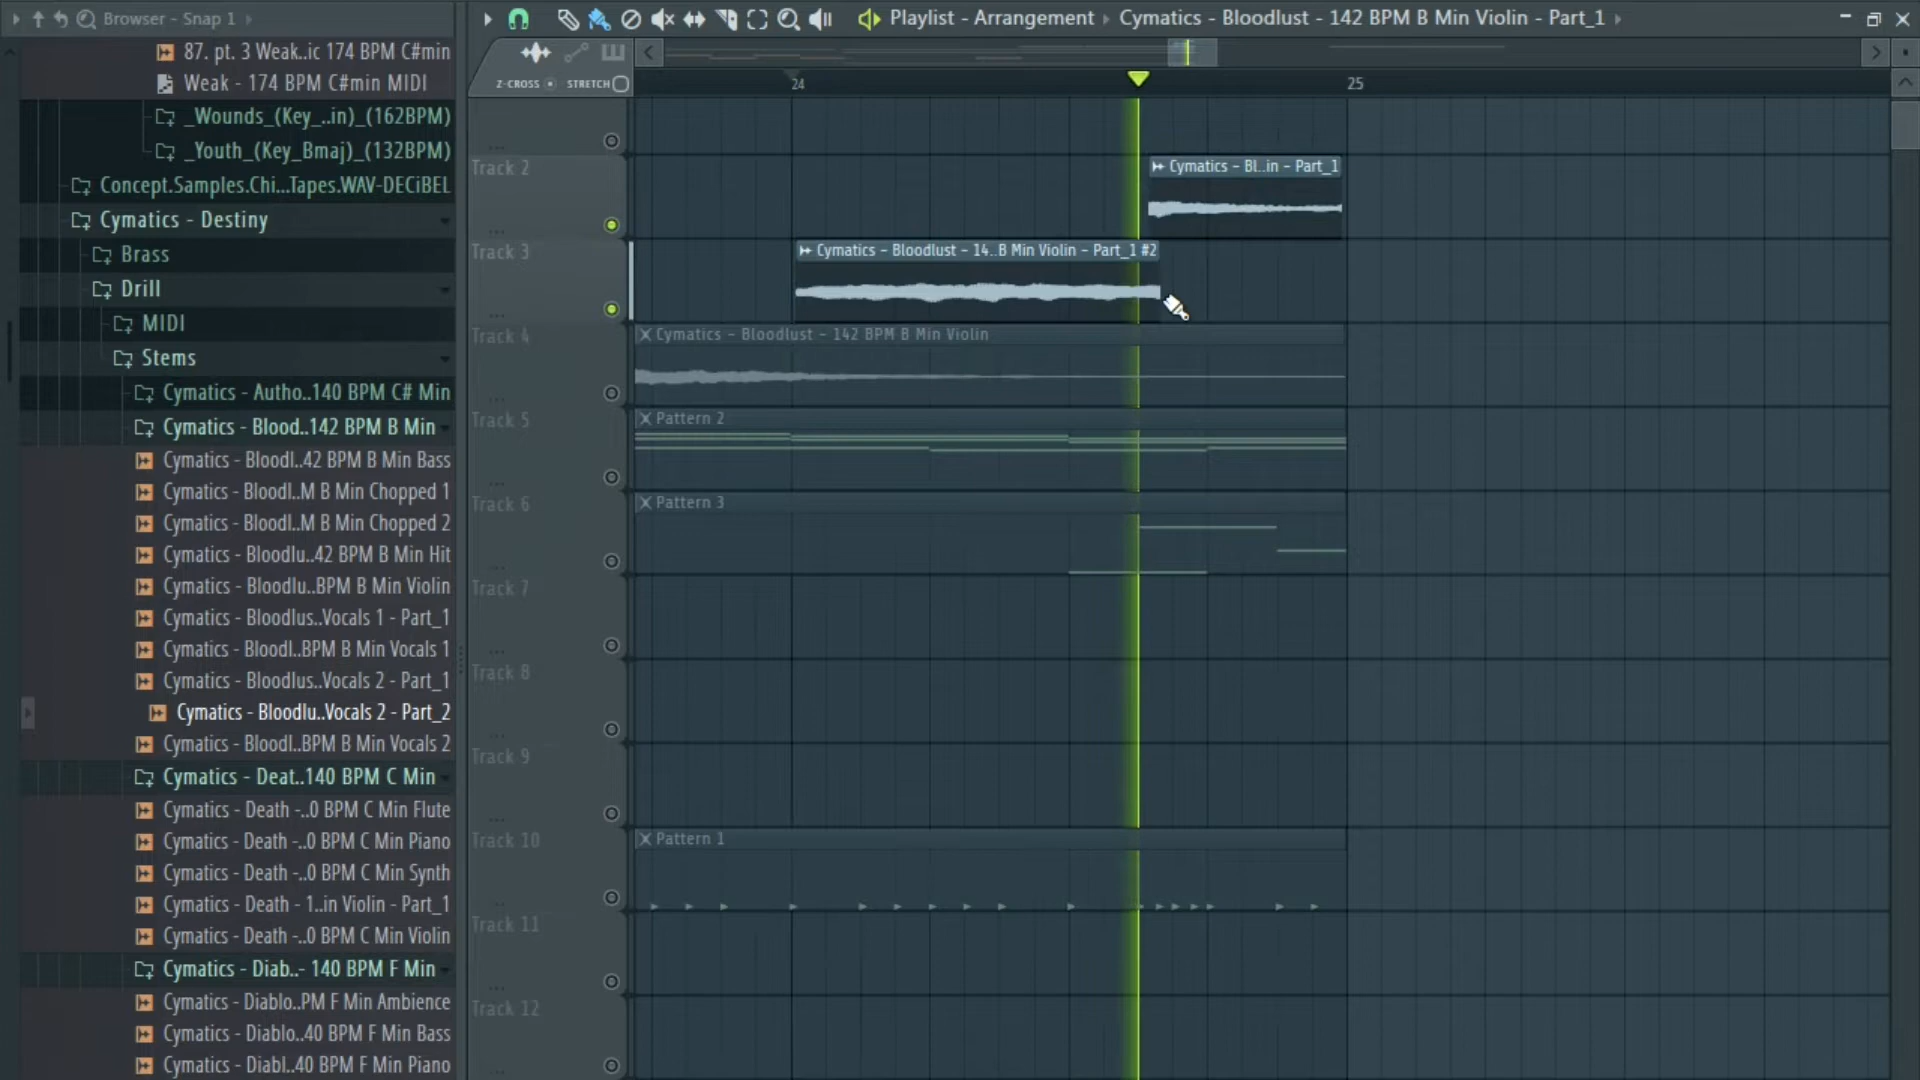 Browser - Snap 1
87. pt. 3 Weak..ic 174 BPM C#min
Weak - 174 BPM C#min MIDI
_Wounds_(Key_..in)_(162BPM)
_Youth_(Key_Bmaj)_(132BPM)
Concept.Samples.Chi...Tapes.WAV-DECiBEL
Cymatics - Destiny
Brass
Drill
MIDI
Stems
Cymatics - Autho..140 BPM C# Min
Cymatics - Blood..142 BPM B Min
Cymatics - Bloodl..42 BPM B Min Bass
Cymatics - Bloodl...M B Min Chopped 1
Cymatics - Bloodl...M B Min Chopped 2
Cymatics - Bloodlu..42 BPM B Min Hit
Cymatics - Bloodlu..BPM B Min Violin
Cymatics - Bloodlus..Vocals 1 - Part_1
Cymatics - Bloodl..BPM B Min Vocals 1
Cymatics - Bloodlus..Vocals 2 - Part_1
Cymatics - Bloodlu..Vocals 2 - Part_2
Cymatics - Bloodl..BPM B Min Vocals 2
Cymatics - Deat..140 BPM C Min
Cymatics - Death -..0 BPM C Min Flute
Cymatics - Death -..0 BPM C Min Piano
Cymatics - Death -..0 BPM C Min Synth
Cymatics - Death - 1..in Violin - Part_1
Cymatics - Death -..0 BPM C Min Violin
Cymatics - Diab..- 140 BPM F Min
Cymatics - Diablo...PM F Min Ambience
Cymatics - Diablo..40 BPM F Min Bass
Cymatics - Diabl..40 BPM F Min Piano
Playlist - Arrangement › Cymatics - Bloodlust - 142 BPM B Min Violin - Part_1
Z-CROSS STRETCH
24
25
Track 2
Cymatics - Bl..in - Part_1
Track 3
Cymatics - Bloodlust - 14..B Min Violin - Part_1 #2
Track 4
Cymatics - Bloodlust - 142 BPM B Min Violin
Track 5
Pattern 2
Track 6
Pattern 3
Track 7
Track 8
Track 9
Track 10
Pattern 1
Track 11
Track 12